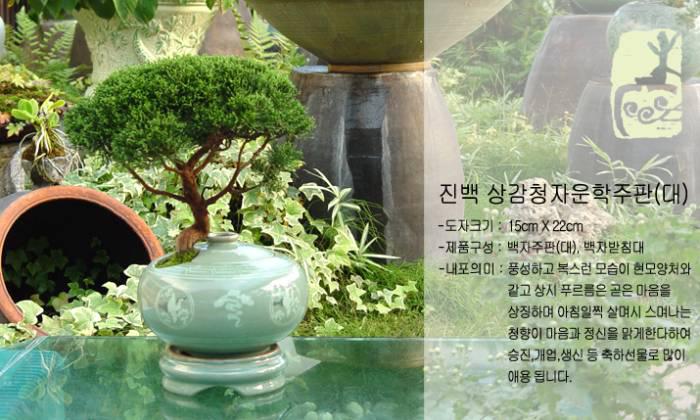 진백 상감청자운학주판(대)
-도자크기 : 15cm X 22cm
-제품구성 : 백자주판(대), 백자받침대
-내포의미 : 풍성하고 복스런 모습이 현모양처와
같고 상시 푸르름은 곧은 마음을
상징하며 아침일찍 살며시 스며나는
청향이 마음과 정신을 맑게한다하여
승진,개업,생신 등 축하선물로 많이
애용 됩니다.